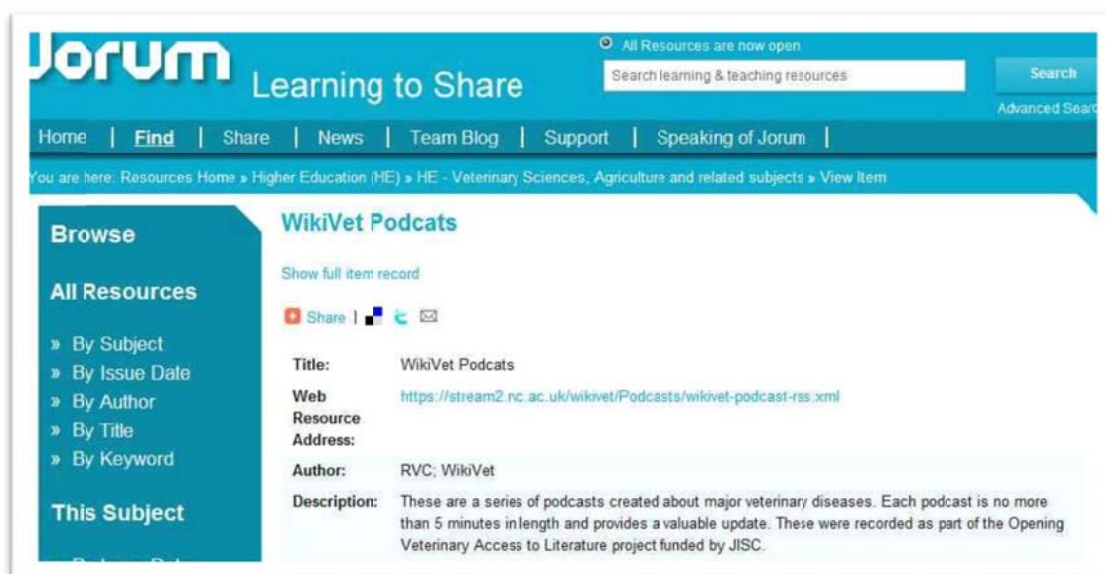 Jorum
Learning to Share
All Resources are now open
Search learning & teaching resources
Search
Advanced Sear
Home | Find | Share | News | Team Blog | Support | Speaking of Jorum |
You are here: Resources Home » Higher Education (HE) » HE - Veterinary Sciences, Agriculture and related subjects » View Item
Browse
All Resources
» By Subject
» By Issue Date
» By Author
» By Title
» By Keyword
This Subject
WikiVet Podcats
Show full item record
Share |
Title: WikiVet Podcats
Web https://stream2.nc.ac.uk/wikivet/Podcasts/wikivet-podcast-rss.xml
Resource
Address:
Author: RVC; WikiVet
Description: These are a series of podcasts created about major veterinary diseases. Each podcast is no more
than 5 minutes in length and provides a valuable update. These were recorded as part of the Opening
Veterinary Access to Literature project funded by JISC.